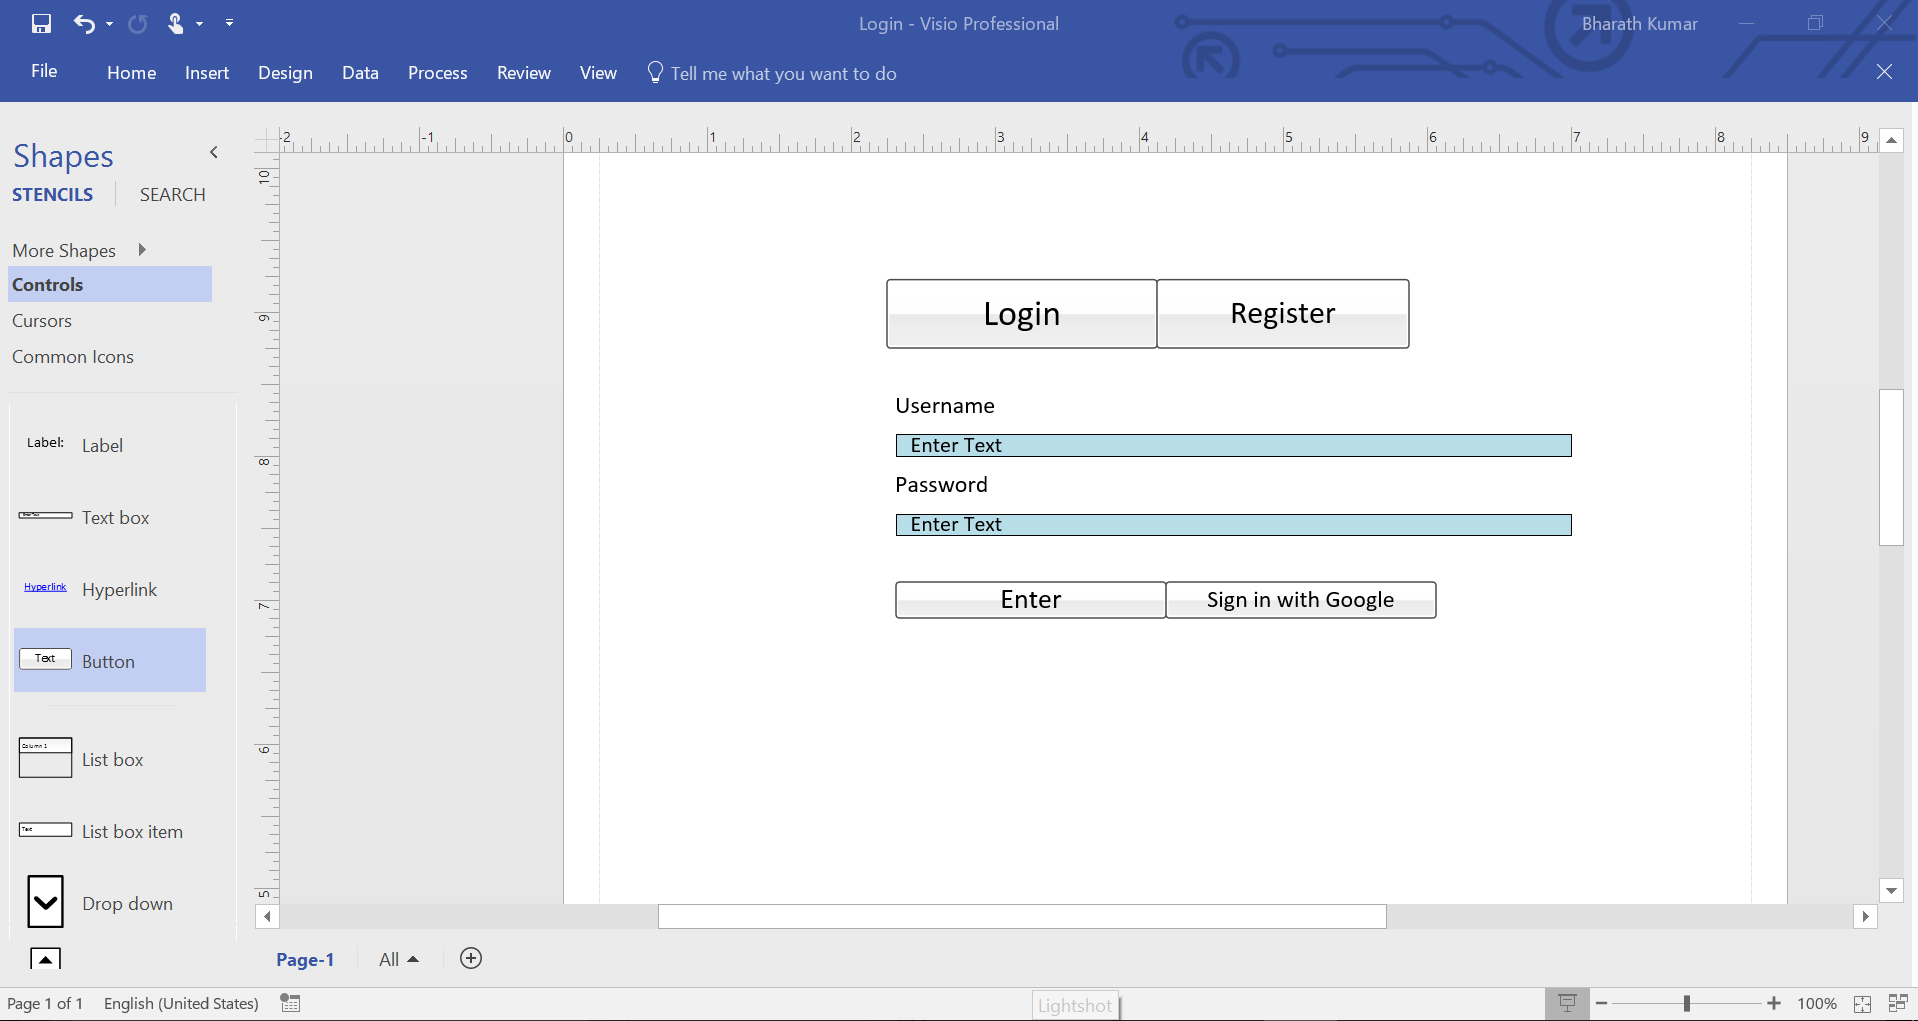 Login - Visio Professional
Bharath Kumar
File Home Insert Design Data Process Review View Tell me what you want to do
Shapes
STENCILS SEARCH
More Shapes
Controls
Cursors
Common Icons
Label: Label
Enter Text Text box
Hyperlink Hyperlink
Text Button
Column 1
List box
Text List box item
Drop down
-2 -1 0 1 2 3 4 5 6 7 8 9
10
9
8
7
6
5
Login Register
Username
Enter Text
Password
Enter Text
Enter Sign in with Google
Page-1 All
Page 1 of 1 English (United States)
Lightshot
100%